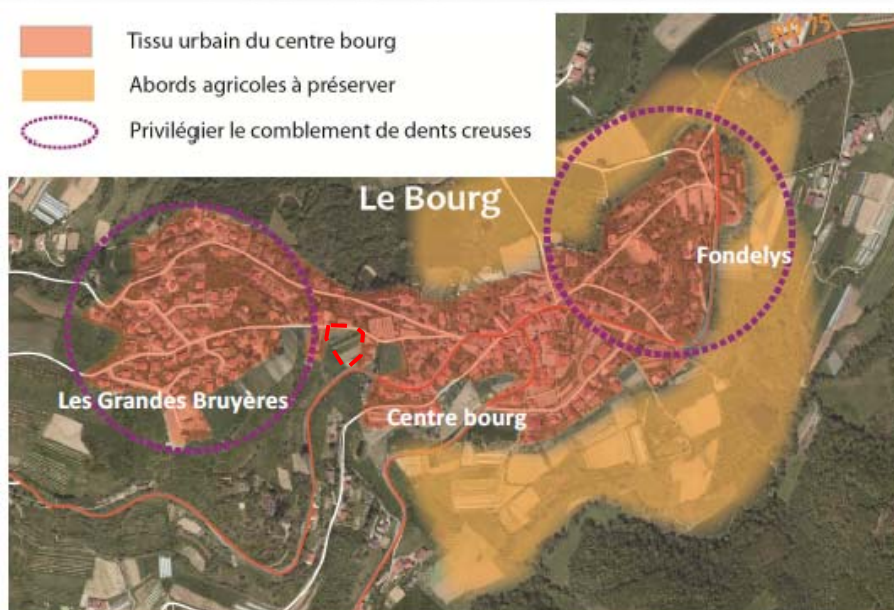 Tissu urbain du centre bourg
Abords agricoles à préserver
Privilégier le comblement de dents creuses
Le Bourg
Fondelys
Les Grandes Bruyères
Centre bourg